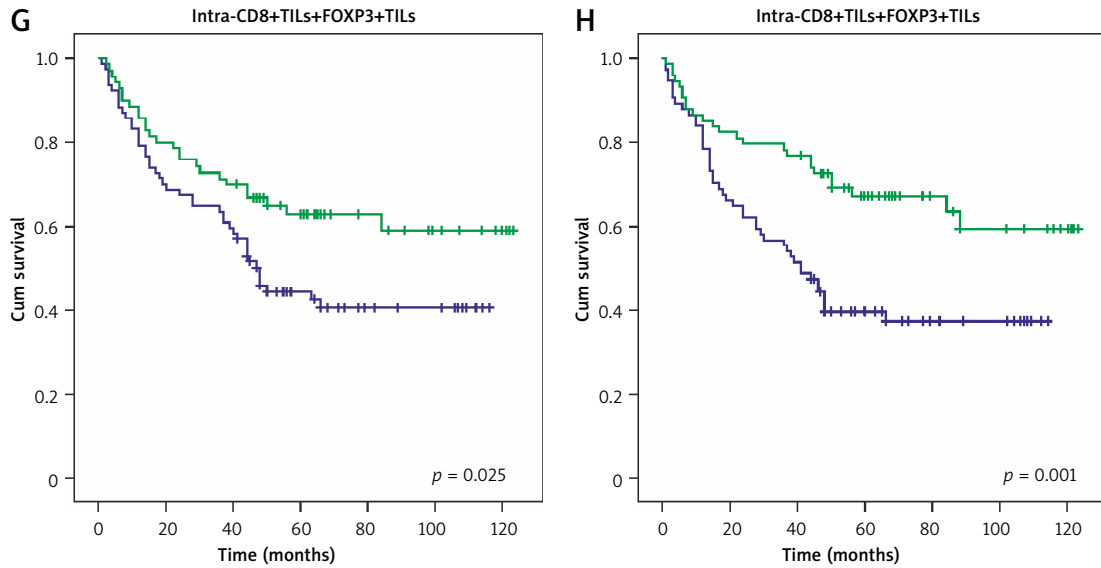 G
Intra-CD8+TILs+FOXP3+TILs
Cum survival
1.0
0.8
0.6
0.4
0.2
0
p = 0.025
0 20 40 60 80 100 120
Time (months)
H
Intra-CD8+TILs+FOXP3+TILs
Cum survival
1.0
0.8
0.6
0.4
0.2
0
p = 0.001
0 20 40 60 80 100 120
Time (months)